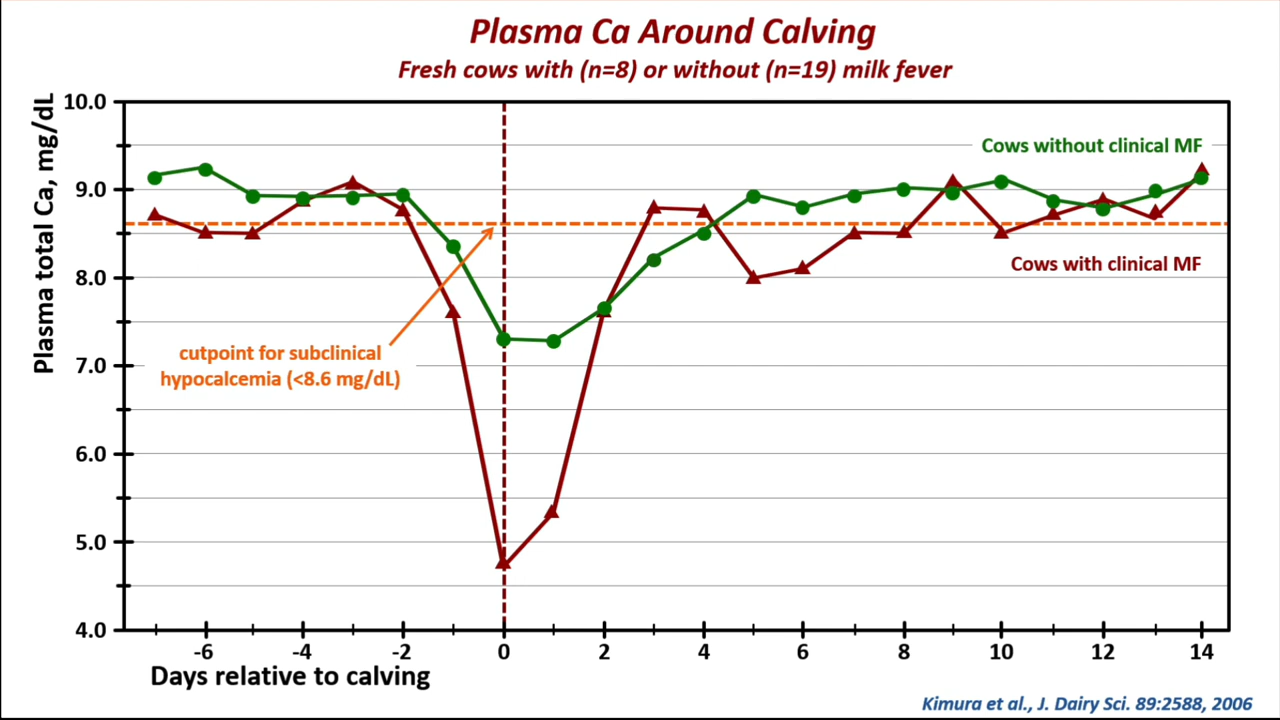 Plasma Ca Around Calving
Fresh cows with (n=8) or without (n=19) milk fever
Plasma total Ca, mg/dL
10.0
9.0
8.0
7.0
6.0
5.0
4.0
Cows without clinical MF
Cows with clinical MF
cutpoint for subclinical
hypocalcemia (<8.6 mg/dL)
-6 -4 -2 0 2 4 6 8 10 12 14
Days relative to calving
Kimura et al., J. Dairy Sci. 89:2588, 2006